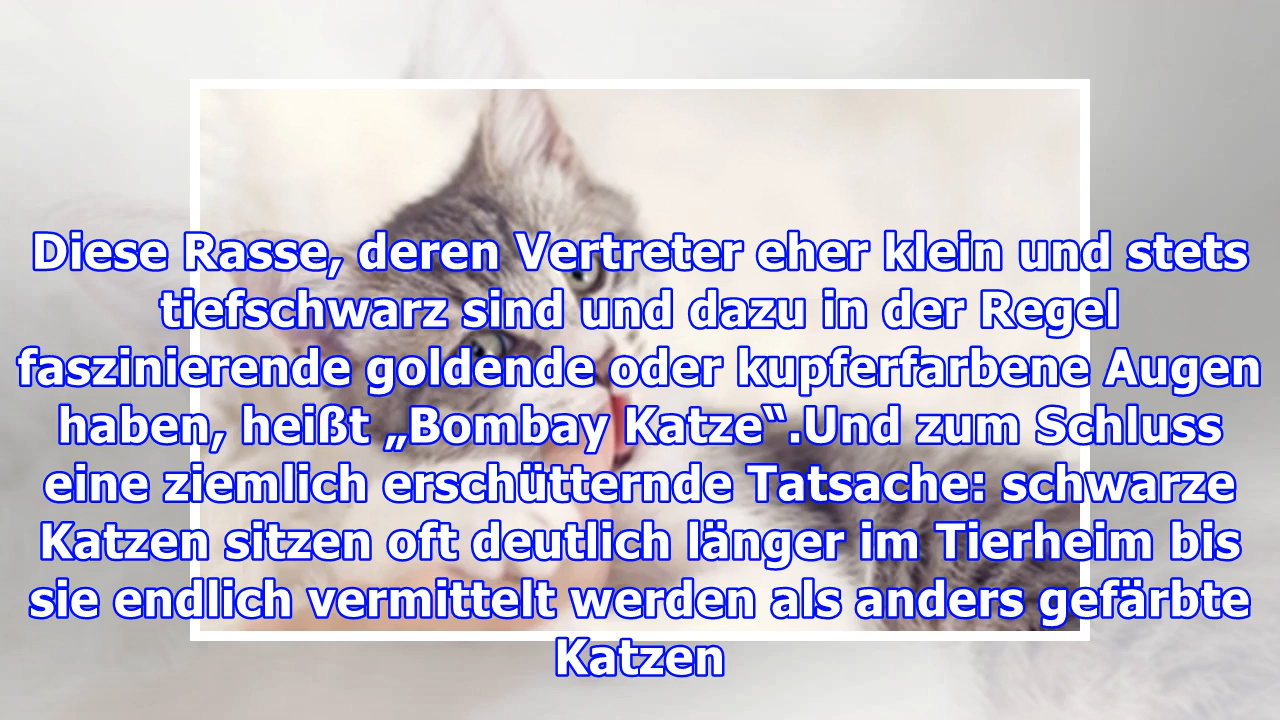 Diese Rasse, deren Vertreter eher klein und stets
tiefschwarz sind und dazu in der Regel
faszinierende goldende oder kupferfarbene Augen
haben, heißt „Bombay Katze“.Und zum Schluss
eine ziemlich erschütternde Tatsache: schwarze
Katzen sitzen oft deutlich länger im Tierheim bis
sie endlich vermittelt werden als anders gefärbte
Katzen